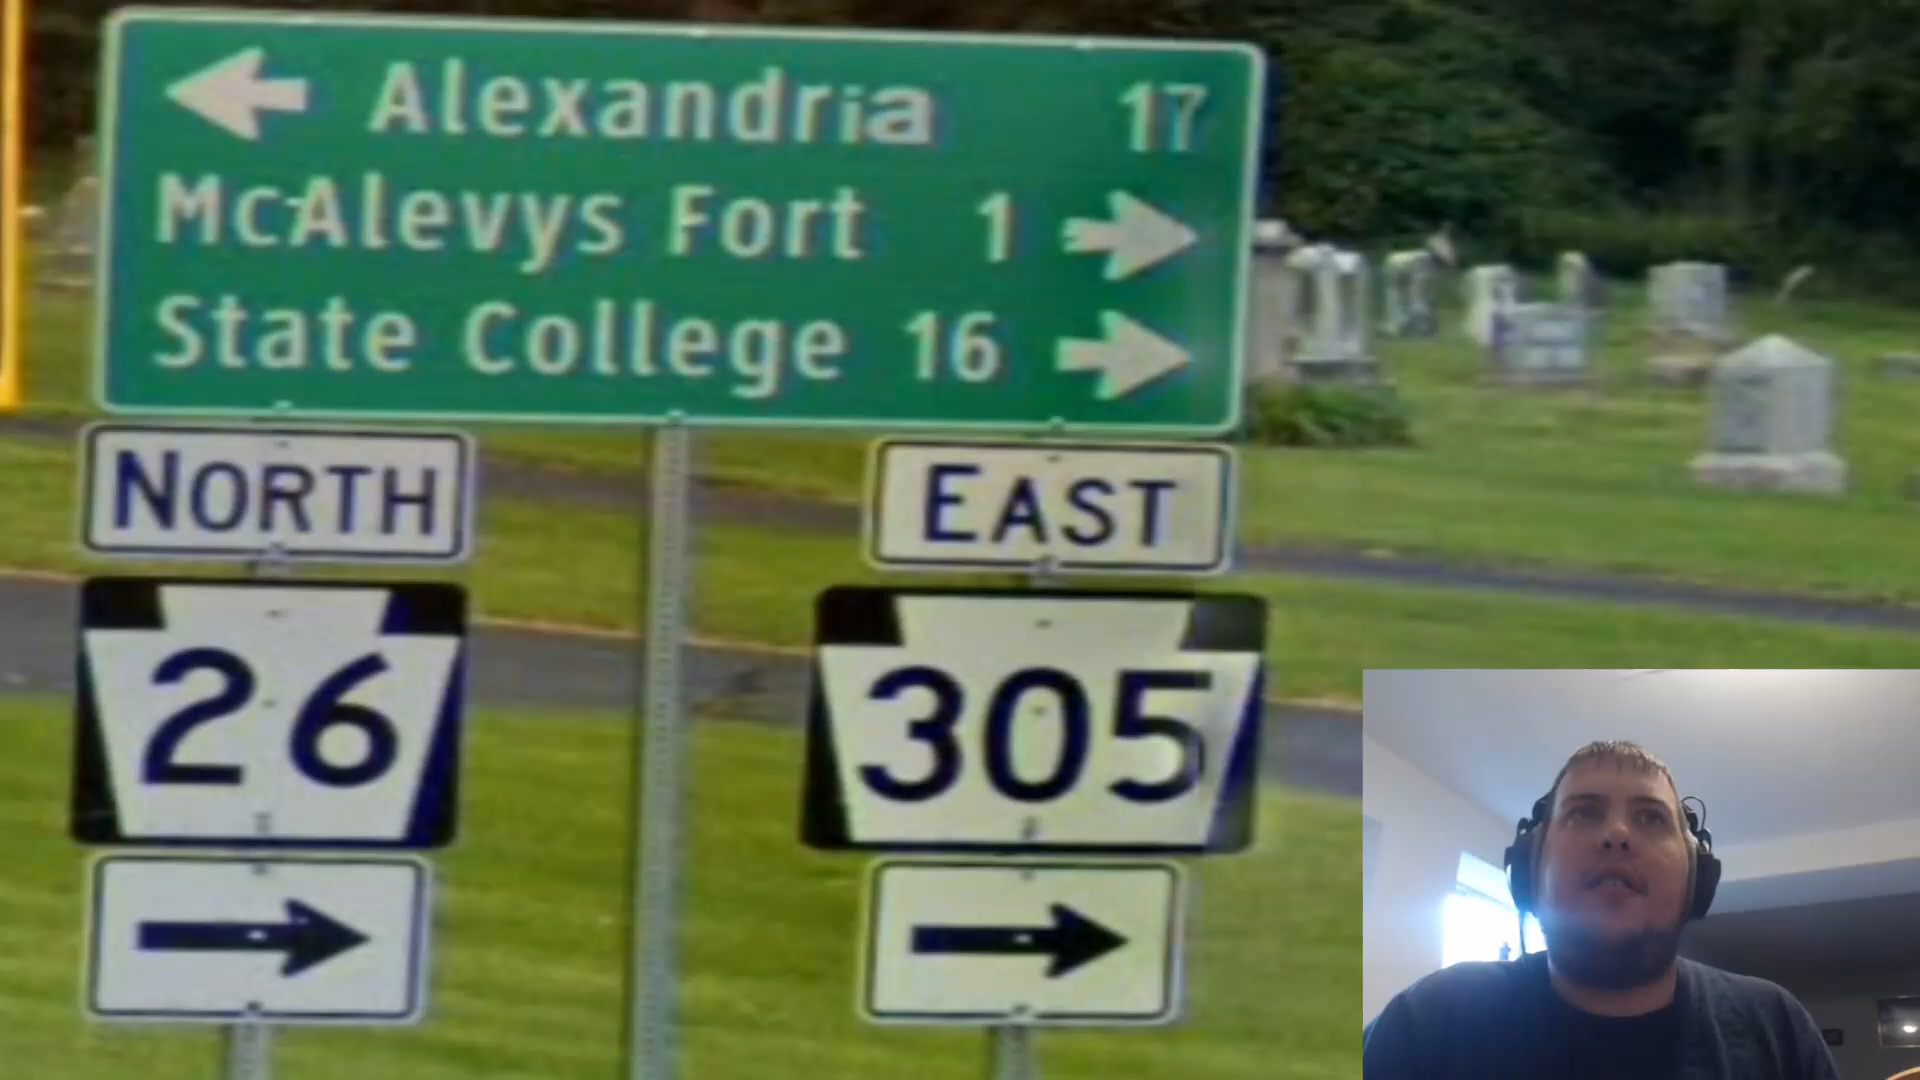 Alexandria 17
McAlevys Fort 1
State College 16
NORTH
EAST
26
305